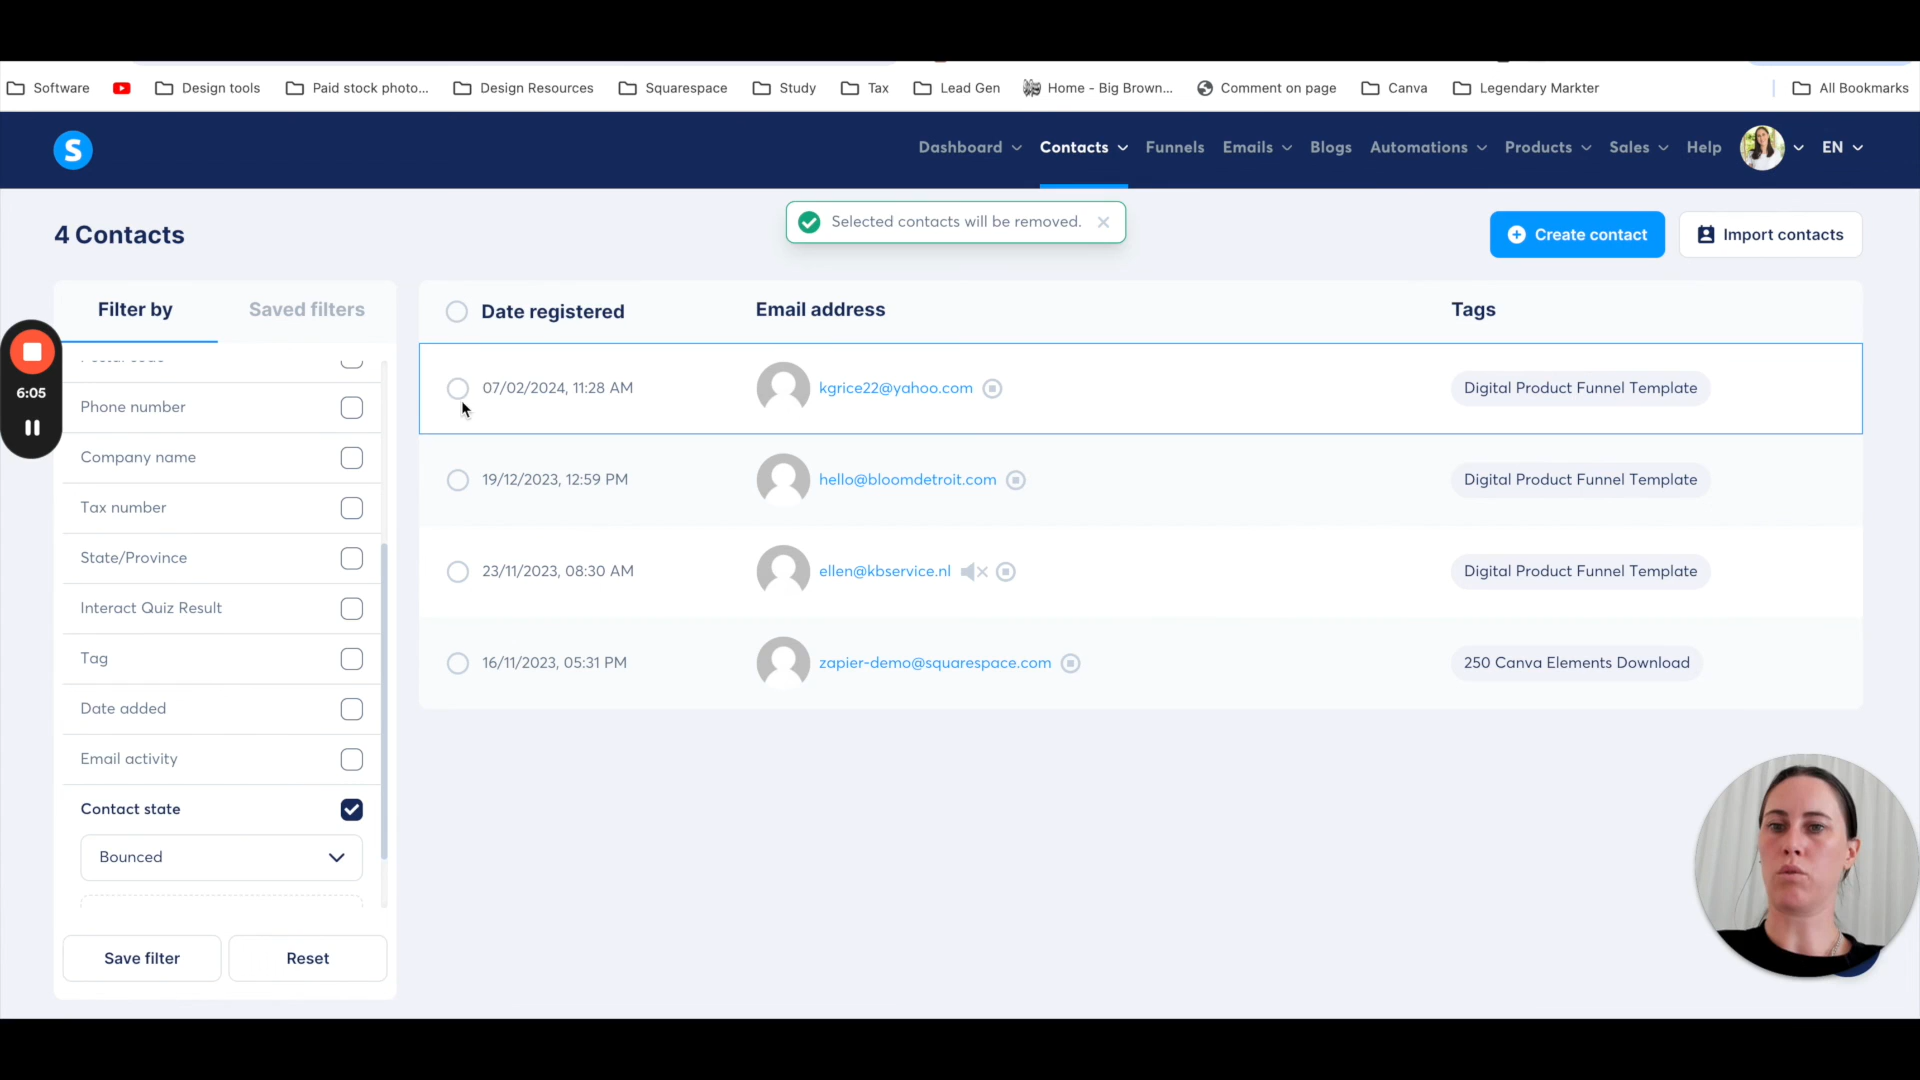 Software
Design tools
Paid stock photo...
Design Resources
Squarespace
Study
Tax
Lead Gen
Home - Big Brown...
Comment on page
Canva
Legendary Markter
All Bookmarks
S
Dashboard
Contacts
Funnels
Emails
Blogs
Automations
Products
Sales
Help
EN
4 Contacts
Selected contacts will be removed.
Create contact
Import contacts
Filter by
Saved filters
Date registered
Email address
Tags
6:05
Phone number
Company name
Tax number
State/Province
Interact Quiz Result
Tag
Date added
Email activity
Contact state
Bounced
Save filter
Reset
07/02/2024, 11:28 AM
kgrice22@yahoo.com
Digital Product Funnel Template
19/12/2023, 12:59 PM
hello@bloomdetroit.com
Digital Product Funnel Template
23/11/2023, 08:30 AM
ellen@kbservice.nl
Digital Product Funnel Template
16/11/2023, 05:31 PM
zapier-demo@squarespace.com
250 Canva Elements Download